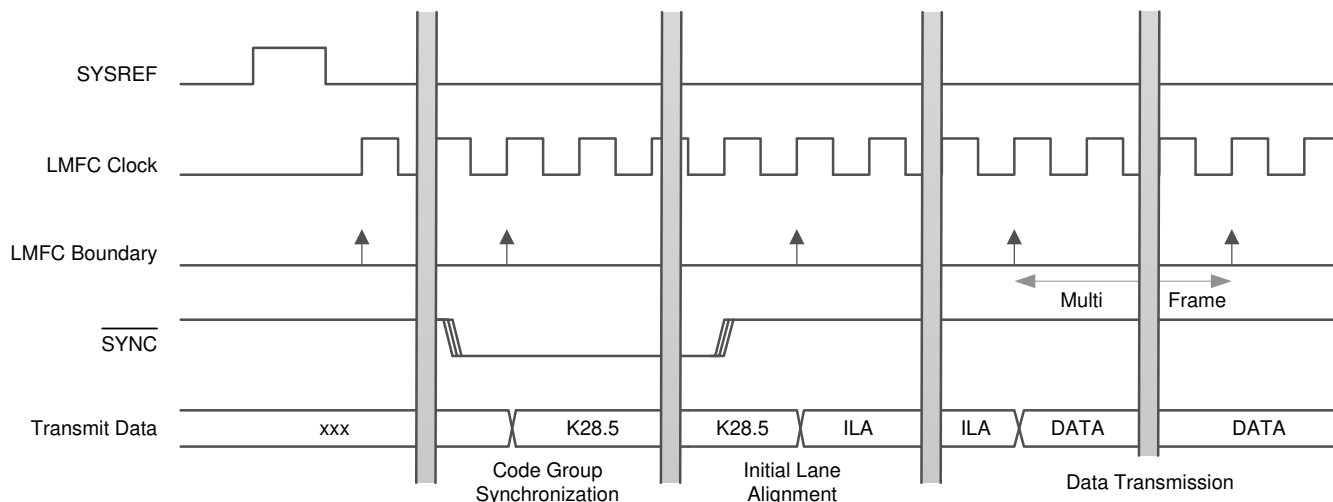 SYSREF
LMFC Clock
LMFC Boundary
Multi Frame
SYNC
Transmit Data
xxx K28.5 K28.5 ILA ILA DATA DATA
Code Group
Synchronization
Initial Lane
Alignment
Data Transmission